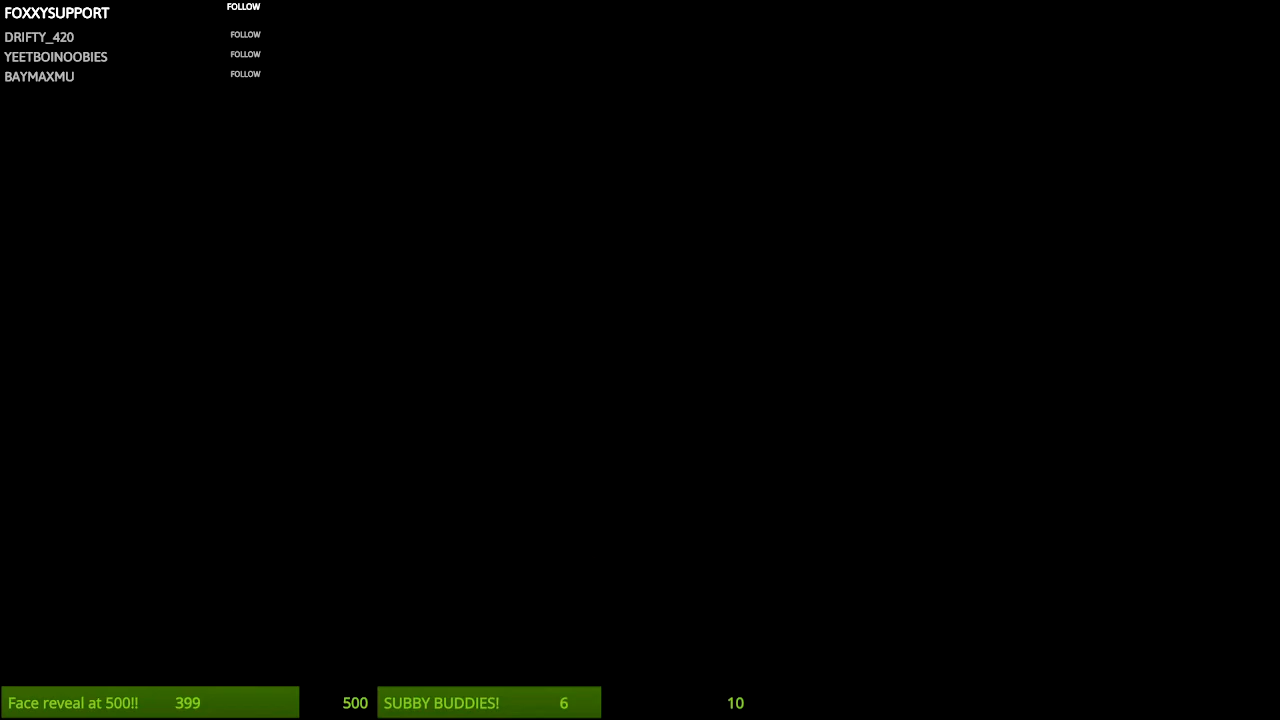 FOXXYSUPPORT FOLLOW
DRIFTY_420 FOLLOW
YEETBOINOOBIES FOLLOW
BAYMAXMU FOLLOW
Face reveal at 500!! 399 500 SUBBY BUDDIES! 6 10